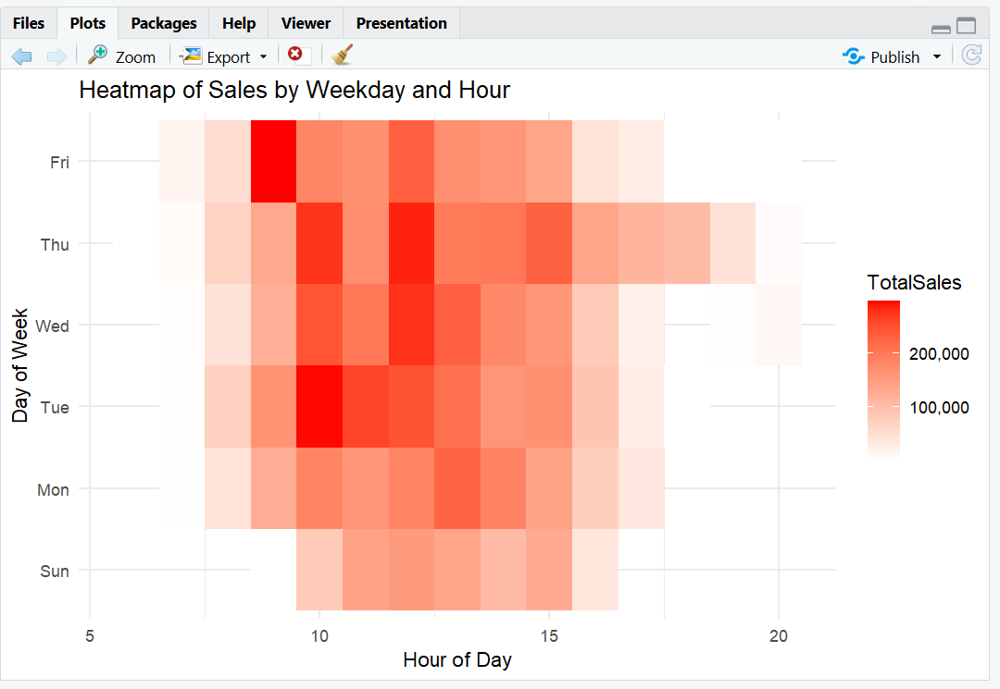 Files Plots Packages Help Viewer Presentation
Zoom Export Publish
Heatmap of Sales by Weekday and Hour
Fri
Thu
Wed
Tue
Mon
Sun
Day of Week
5 10 15 20
Hour of Day
TotalSales
200,000
100,000